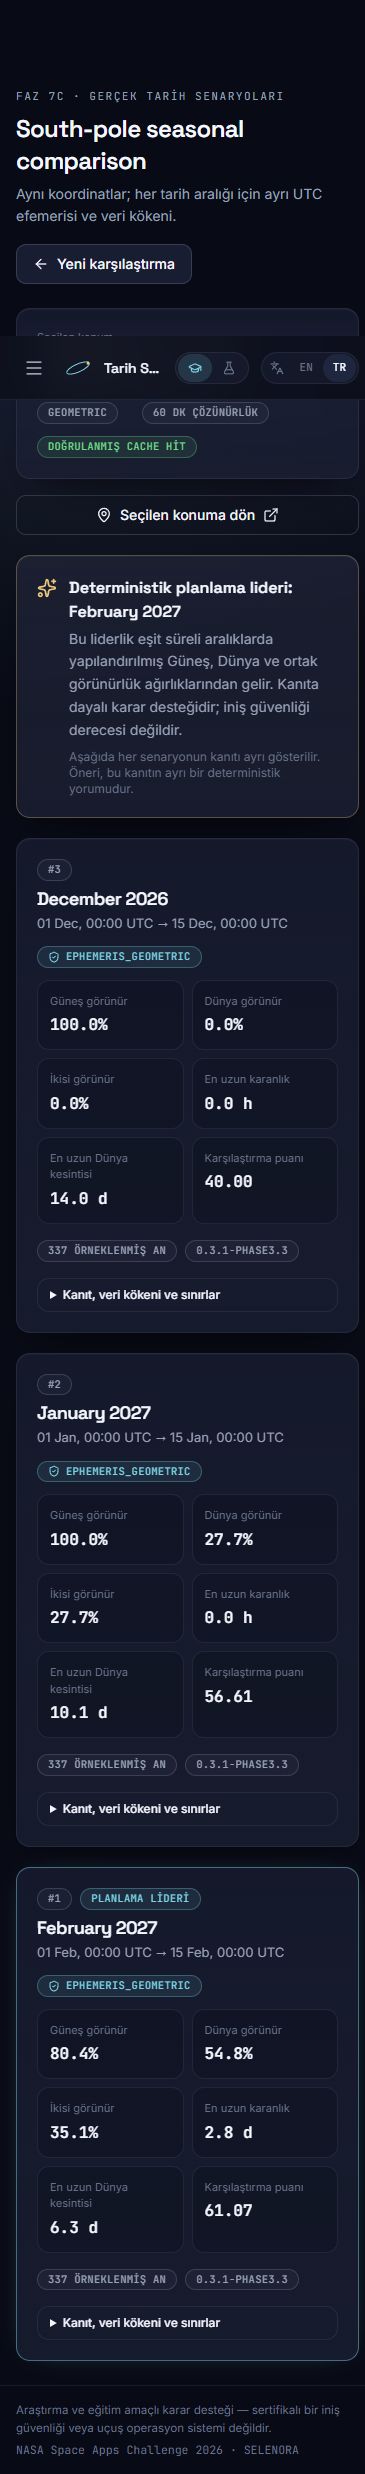 FAZ 7C · GERÇEK TARİH SENARYOLARI
South-pole seasonal
comparison
Aynı koordinatlar; her tarih aralığı için ayrı UTC
efemerisi ve veri kökeni.
← Yeni karşılaştırma
Tarih S...
EN
TR
GEOMETRIC
60 DK ÇÖZÜNÜRLÜK
DOĞRULANMIŞ CACHE HİT
Seçilen konuma dön
Deterministik planlama lideri:
February 2027
Bu liderlik eşit süreli aralıklarda
yapılandırılmış Güneş, Dünya ve ortak
görünürlük ağırlıklarından gelir. Kanıta
dayalı karar desteğidir; iniş güvenliği
derecesi değildir.
Aşağıda her senaryonun kanıtı ayrı gösterilir.
Öneri, bu kanıtın ayrı bir deterministik
yorumudur.
#3
December 2026
01 Dec, 00:00 UTC → 15 Dec, 00:00 UTC
EPHEMERIS_GEOMETRIC
Güneş görünür
100.0%
Dünya görünür
0.0%
İkisi görünür
0.0%
En uzun karanlık
0.0 h
En uzun Dünya
kesintisi
14.0 d
Karşılaştırma puanı
40.00
337 ÖRNEKLENMİŞ AN
0.3.1-PHASE3.3
Kanıt, veri kökeni ve sınırlar
#2
January 2027
01 Jan, 00:00 UTC → 15 Jan, 00:00 UTC
EPHEMERIS_GEOMETRIC
Güneş görünür
100.0%
Dünya görünür
27.7%
İkisi görünür
27.7%
En uzun karanlık
0.0 h
En uzun Dünya
kesintisi
10.1 d
Karşılaştırma puanı
56.61
337 ÖRNEKLENMİŞ AN
0.3.1-PHASE3.3
Kanıt, veri kökeni ve sınırlar
#1
PLANLAMA LİDERİ
February 2027
01 Feb, 00:00 UTC → 15 Feb, 00:00 UTC
EPHEMERIS_GEOMETRIC
Güneş görünür
80.4%
Dünya görünür
54.8%
İkisi görünür
35.1%
En uzun karanlık
2.8 d
En uzun Dünya
kesintisi
6.3 d
Karşılaştırma puanı
61.07
337 ÖRNEKLENMİŞ AN
0.3.1-PHASE3.3
Kanıt, veri kökeni ve sınırlar
Araştırma ve eğitim amaçlı karar desteği — sertifikalı bir iniş
güvenliği veya uçuş operasyon sistemi değildir.
NASA Space Apps Challenge 2026 · SELENORA